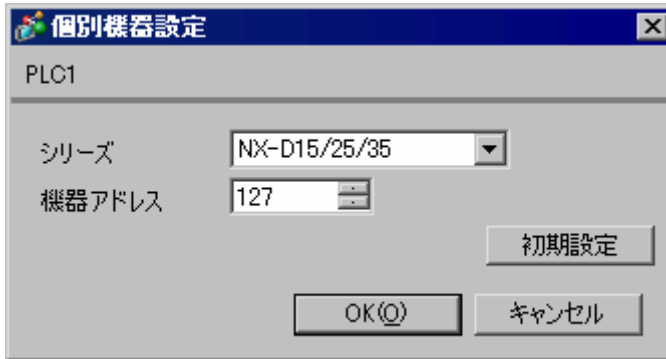 個別機器設定
PLC1
シリーズ NX-D15/25/35
機器アドレス 127
初期設定
OK(O) キャンセル